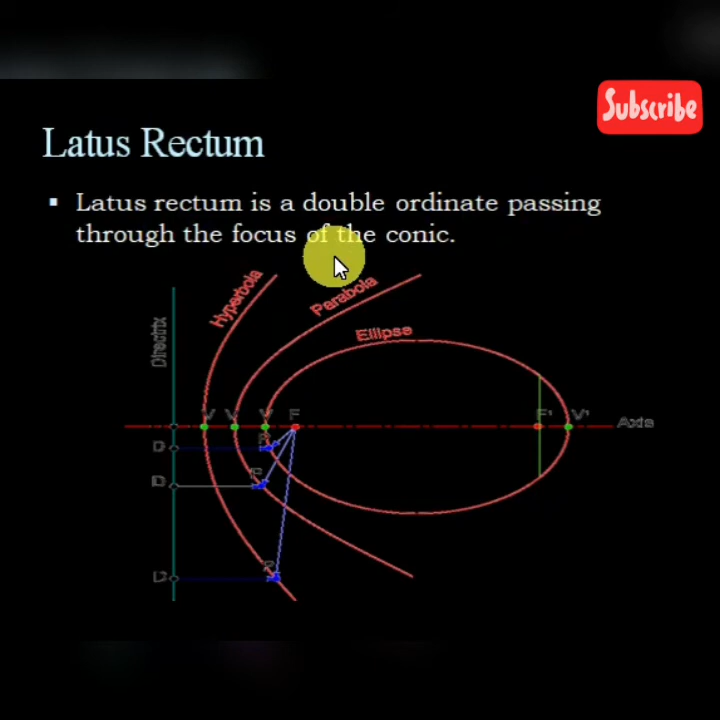 Subscribe
Latus Rectum
Latus rectum is a double ordinate passing
through the focus of the conic.
Hyperbola
Parabola
Ellipse
Directrix
V V V F F' V'
Axis
P
D
P
D
P
D